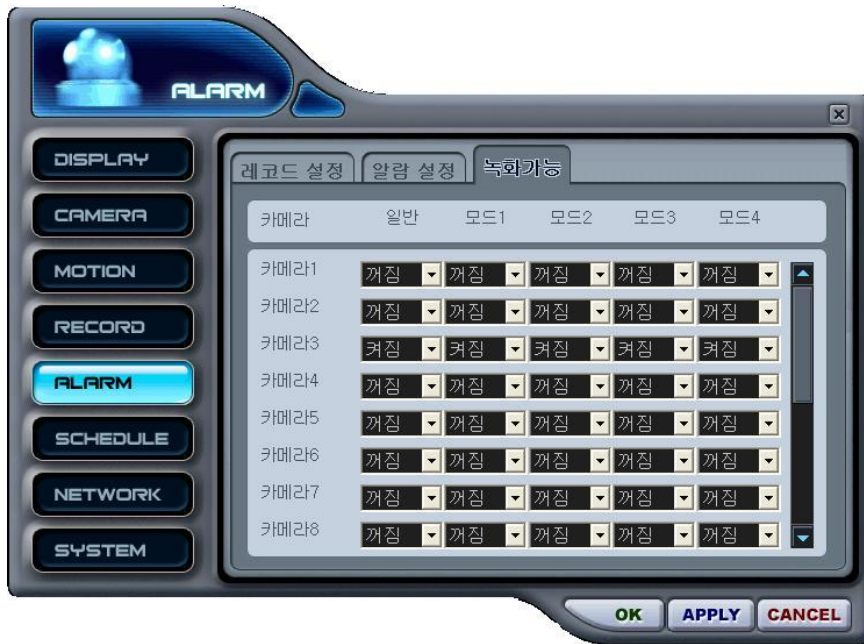 ALARM
DISPLAY
CAMERA
MOTION
RECORD
ALARM
SCHEDULE
NETWORK
SYSTEM
레코드 설정 알람 설정 녹화가능
카메라 일반 모드1 모드2 모드3 모드4
카메라1 꺼짐 꺼짐 꺼짐 꺼짐 꺼짐
카메라2 꺼짐 꺼짐 꺼짐 꺼짐 꺼짐
카메라3 켜짐 켜짐 켜짐 켜짐 켜짐
카메라4 꺼짐 꺼짐 꺼짐 꺼짐 꺼짐
카메라5 꺼짐 꺼짐 꺼짐 꺼짐 꺼짐
카메라6 꺼짐 꺼짐 꺼짐 꺼짐 꺼짐
카메라7 꺼짐 꺼짐 꺼짐 꺼짐 꺼짐
카메라8 꺼짐 꺼짐 꺼짐 꺼짐 꺼짐
OK APPLY CANCEL